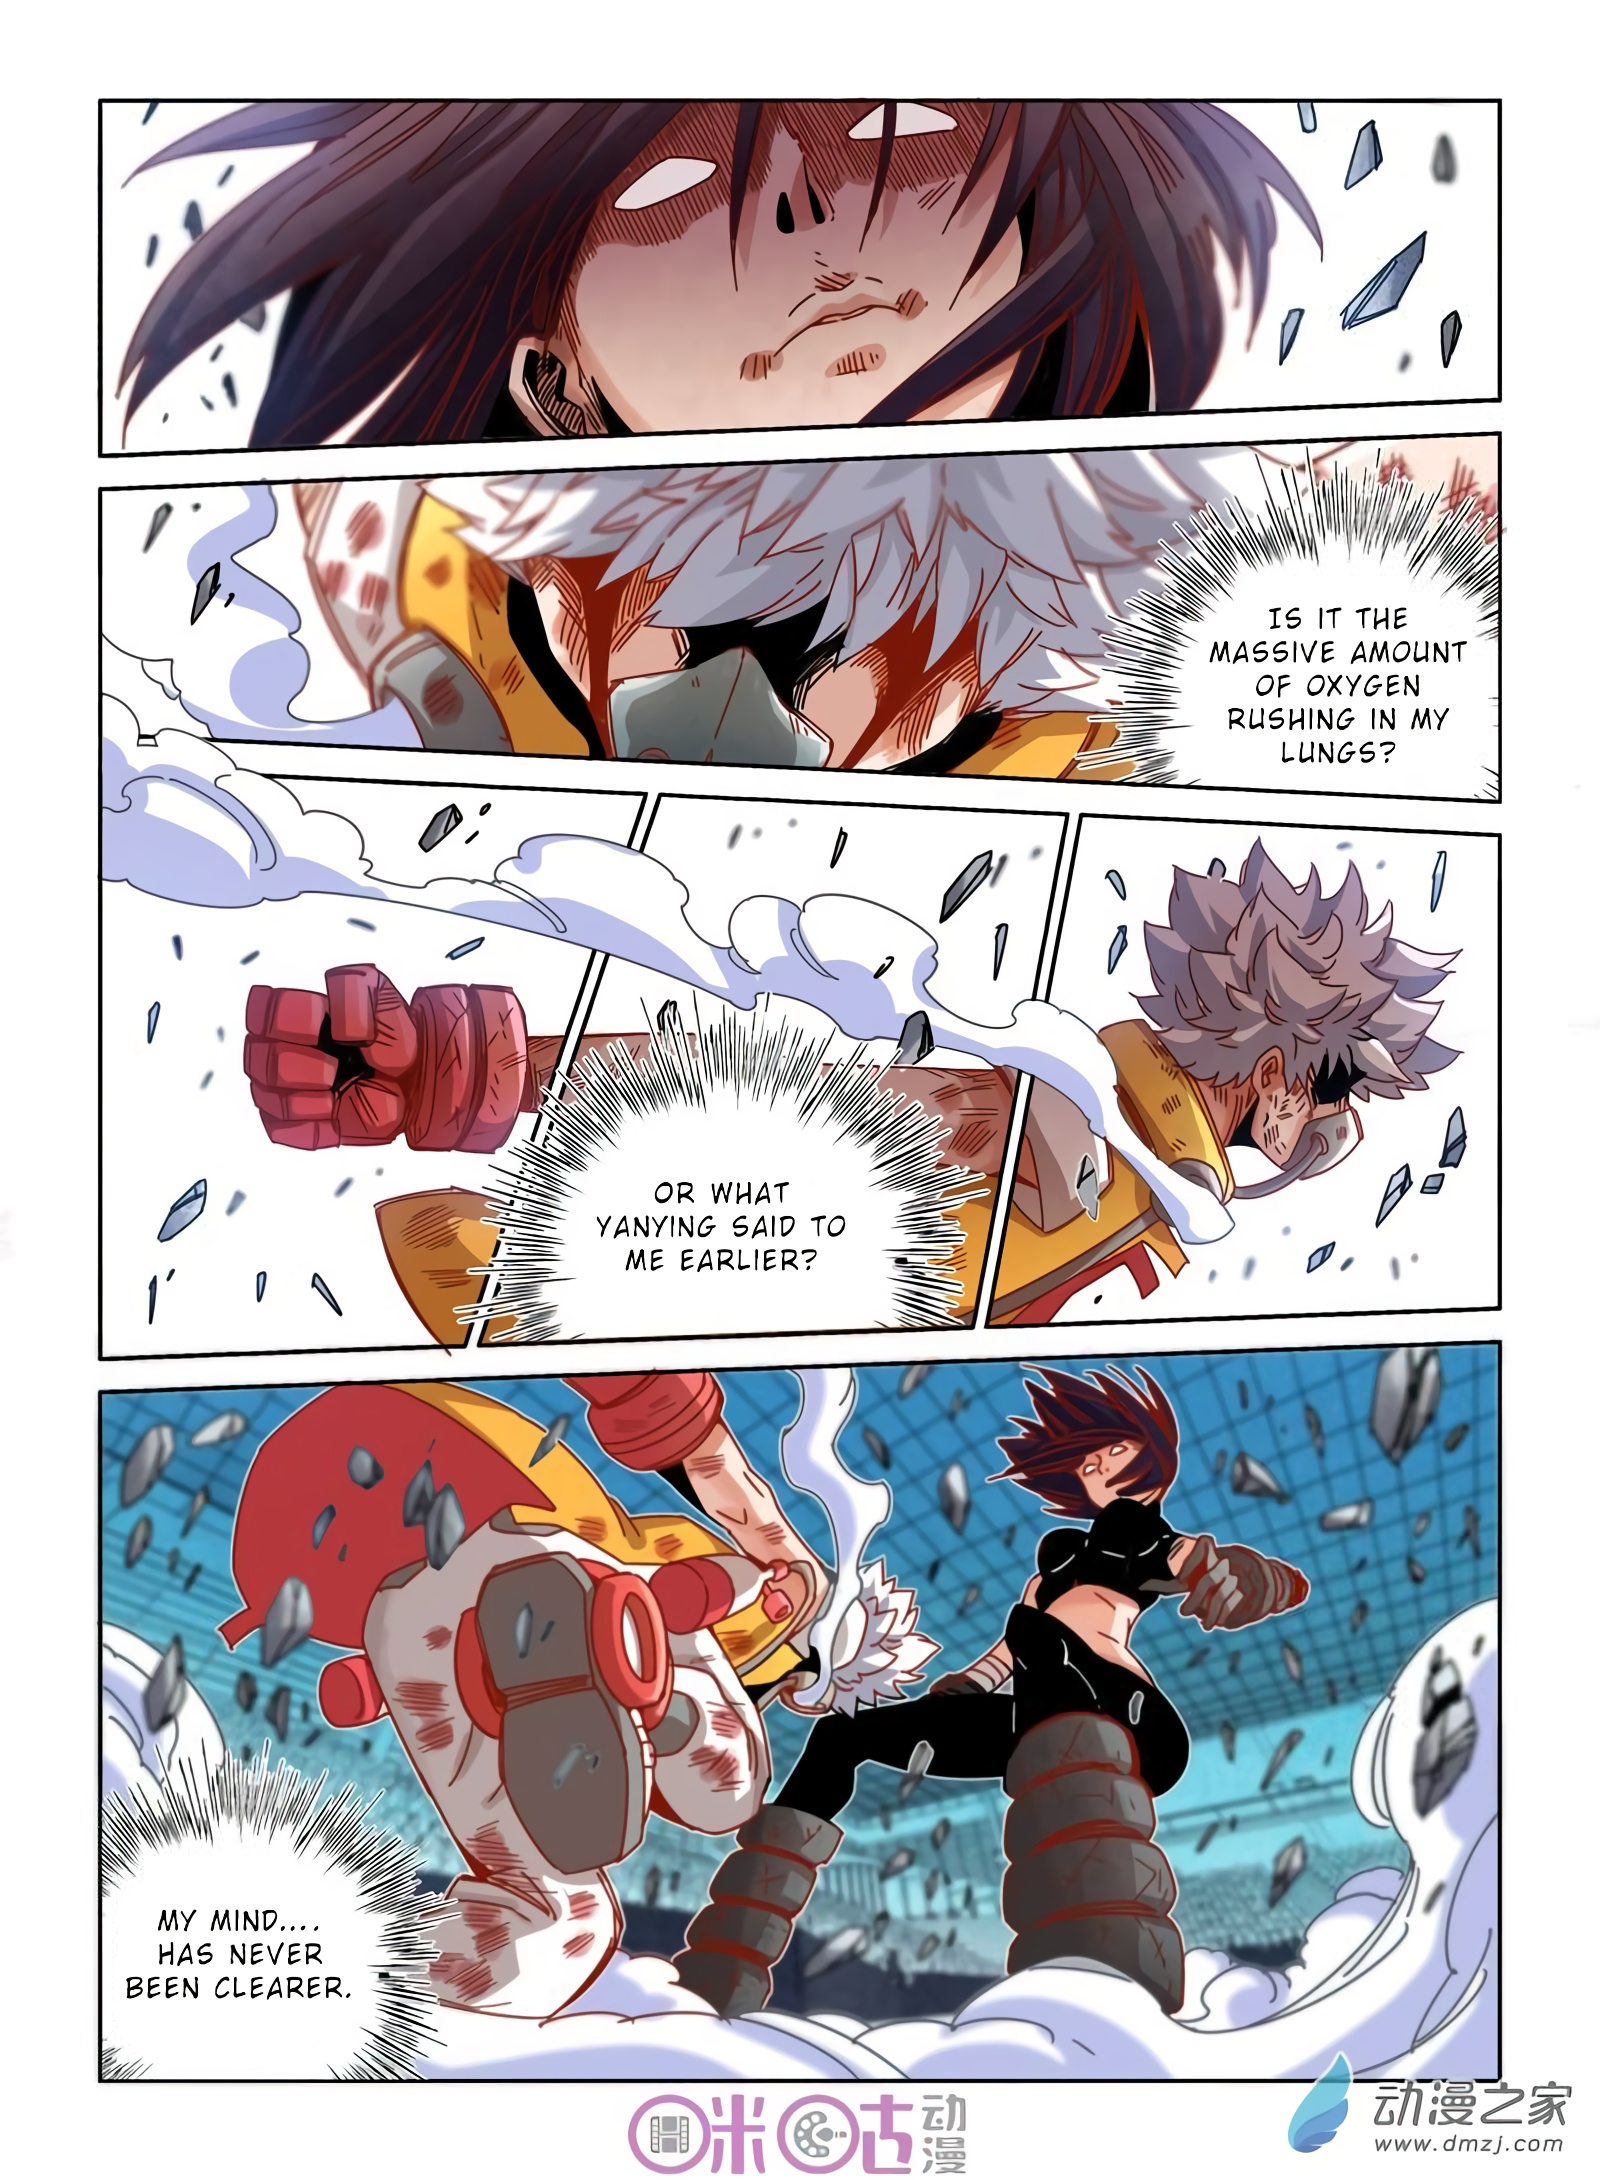 IS IT THE
MASSIVE AMOUNT
OF OXYGEN
RUSHING IN MY
LUNGS?
OR WHAT
YANYING SAID TO
ME EARLIER?
MY MIND....
HAS NEVER
BEEN CLEARER.
咪咕动漫
动漫之家
www.dmzj.com